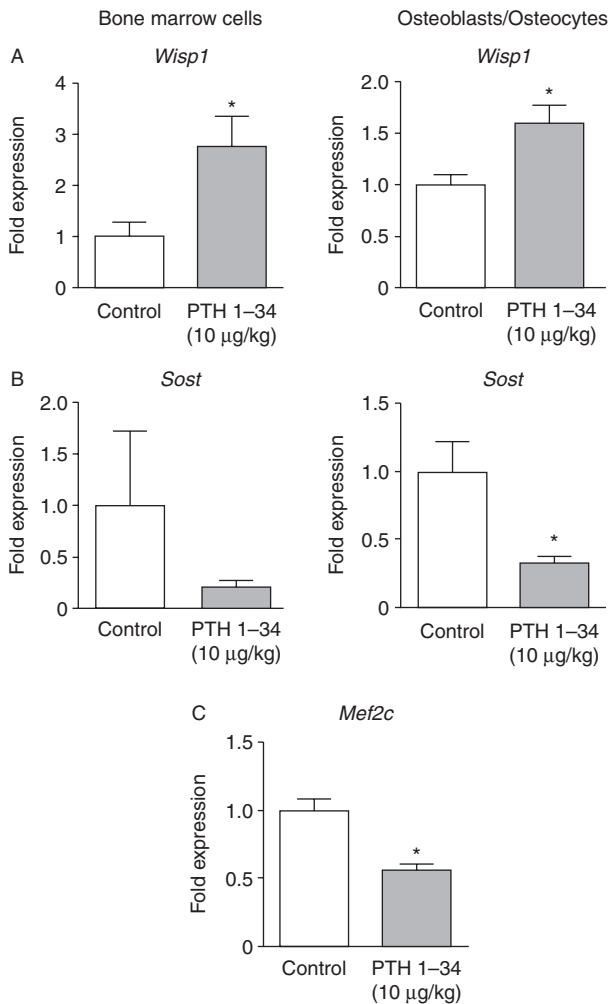 Bone marrow cells
Osteoblasts/Osteocytes
A
Wisp1
Fold expression
4
3
2
1
0
*
Control
PTH 1–34
(10 μg/kg)
Wisp1
Fold expression
2.0
1.5
1.0
0.5
0
*
Control
PTH 1–34
(10 μg/kg)
B
Sost
Fold expression
2.0
1.5
1.0
0.5
0
Control
PTH 1–34
(10 μg/kg)
Sost
Fold expression
1.5
1.0
0.5
0
*
Control
PTH 1–34
(10 μg/kg)
C
Mef2c
Fold expression
1.5
1.0
0.5
0
*
Control
PTH 1–34
(10 μg/kg)